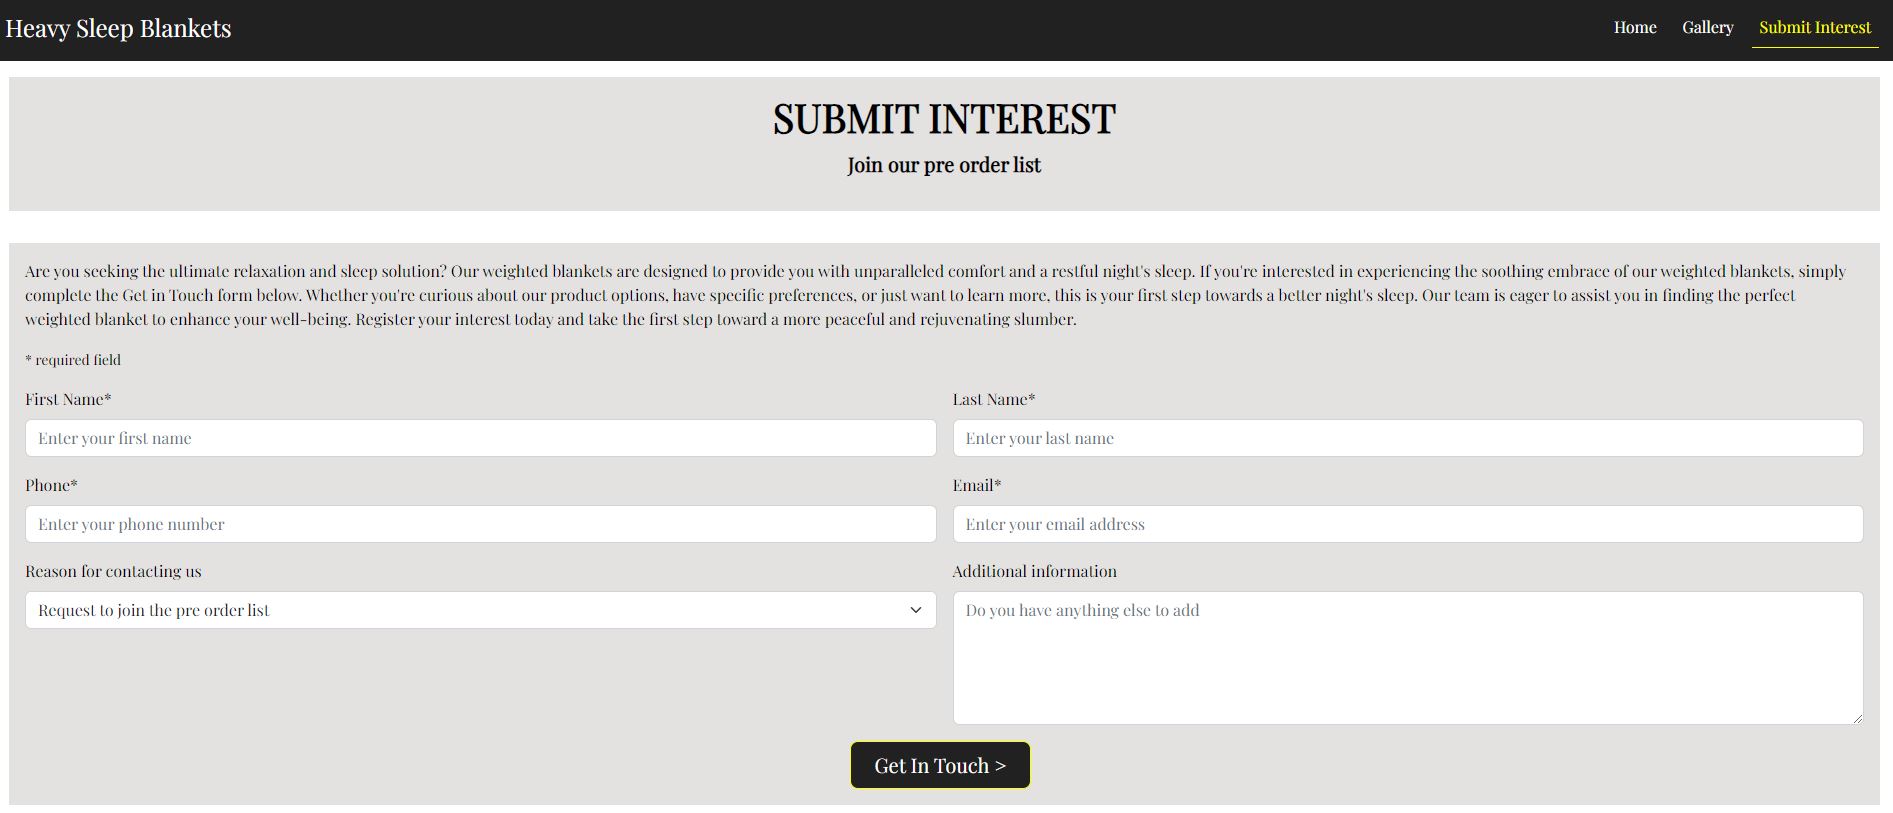 Heavy Sleep Blankets
Home Gallery Submit Interest
SUBMIT INTEREST
Join our pre order list
Are you seeking the ultimate relaxation and sleep solution? Our weighted blankets are designed to provide you with unparalleled comfort and a restful night's sleep. If you're interested in experiencing the soothing embrace of our weighted blankets, simply
complete the Get in Touch form below. Whether you're curious about our product options, have specific preferences, or just want to learn more, this is your first step towards a better night's sleep. Our team is eager to assist you in finding the perfect
weighted blanket to enhance your well-being. Register your interest today and take the first step toward a more peaceful and rejuvenating slumber.
* required field
First Name*
Last Name*
Enter your first name
Enter your last name
Phone*
Email*
Enter your phone number
Enter your email address
Reason for contacting us
Additional information
Request to join the pre order list
Do you have anything else to add
Get In Touch >